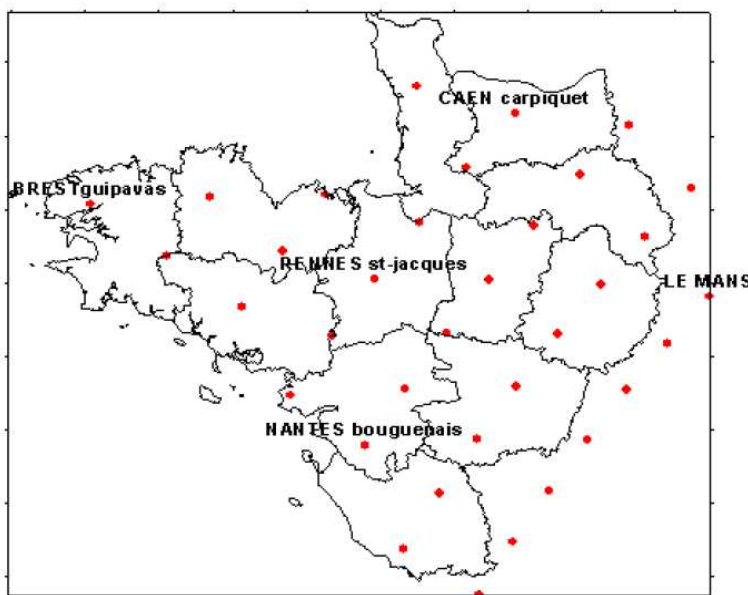 CAEN carpiquet
BRESTguipavas
RENNES st-jacques
LE MANS
NANTES bouguenais